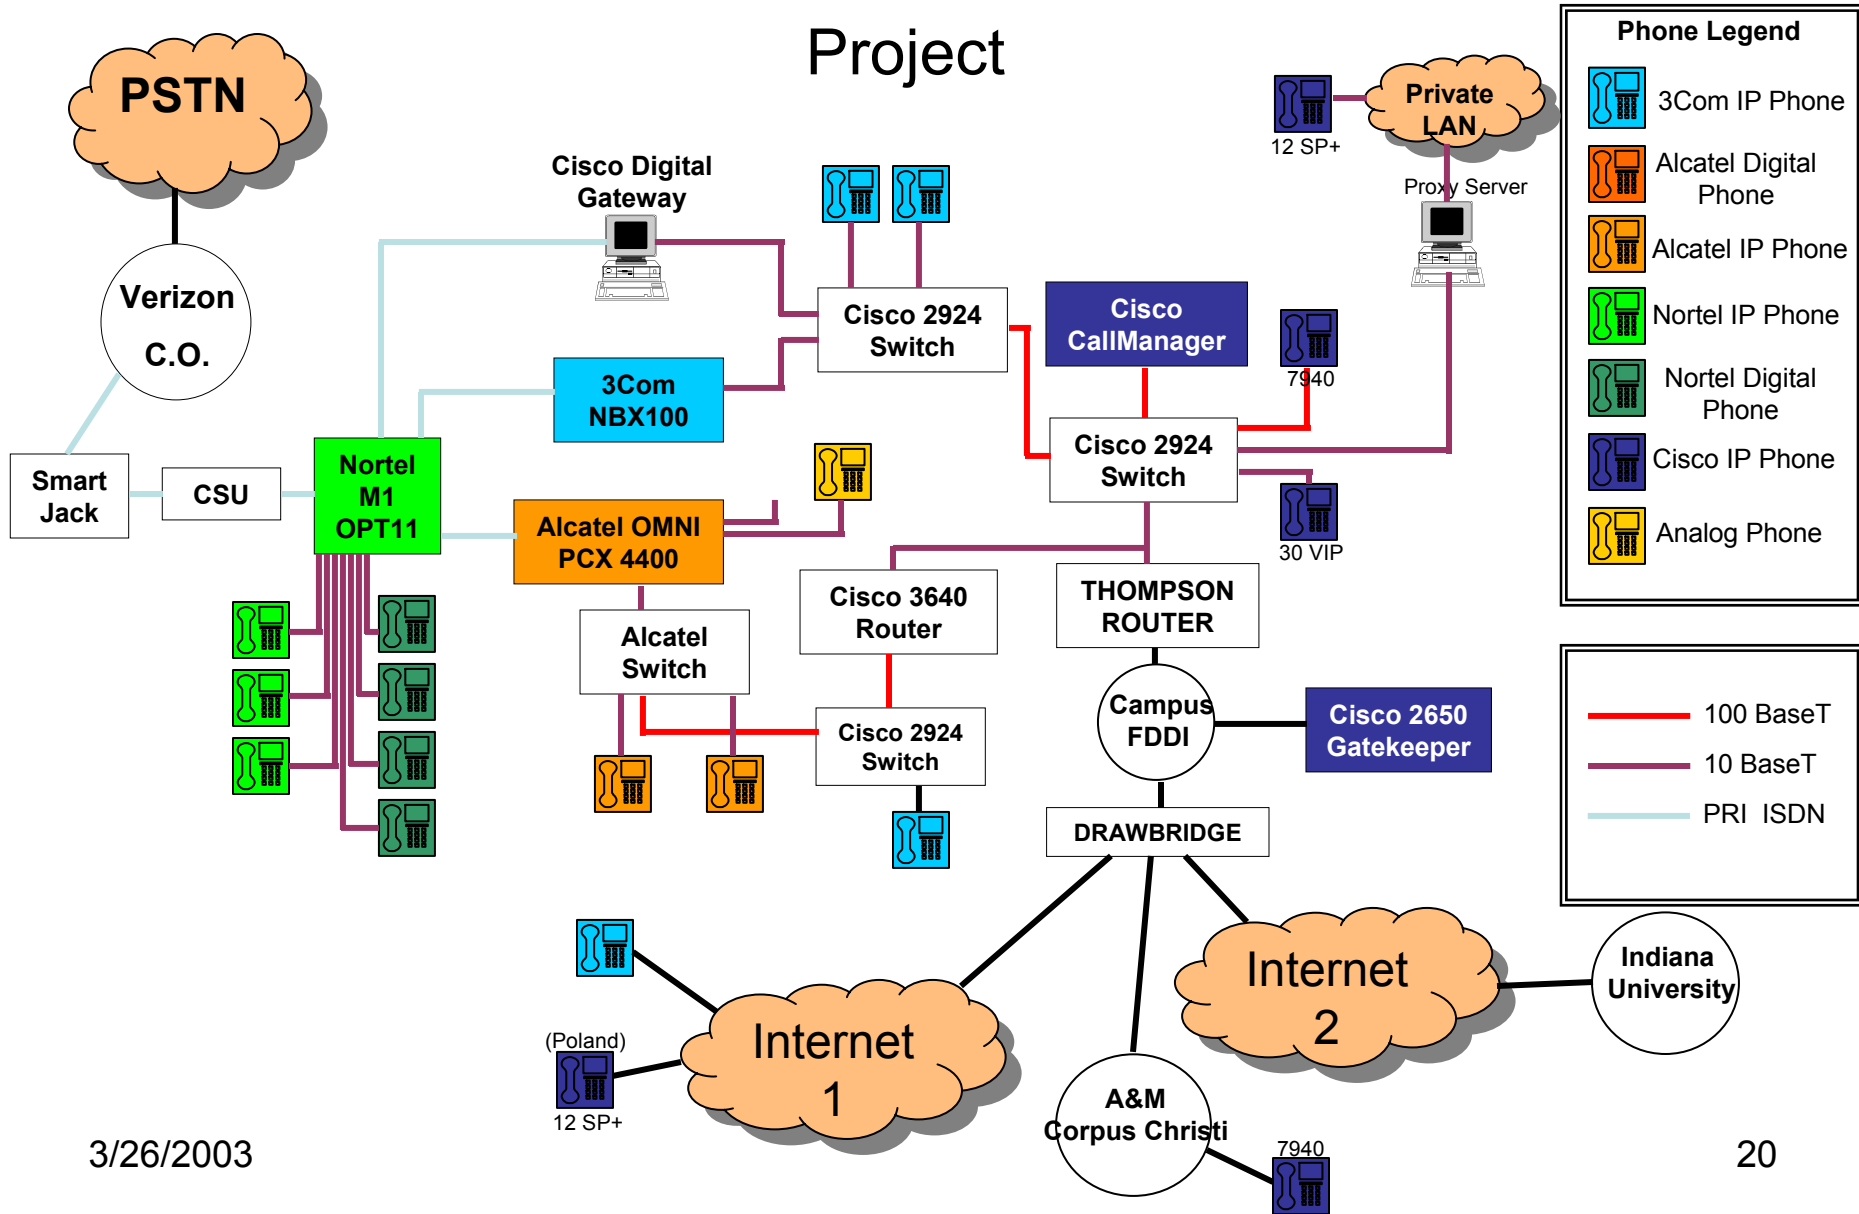 Project
PSTN
Verizon
C.O.
Smart
Jack
CSU
Nortel
M1
OPT11
Cisco Digital
Gateway
3Com
NBX100
Alcatel OMNI
PCX 4400
Alcatel
Switch
Cisco 2924
Switch
Cisco
CallManager
7940
Cisco 2924
Switch
30 VIP
12 SP+
Private
LAN
Proxy Server
Cisco 3640
Router
THOMPSON
ROUTER
Cisco 2924
Switch
Campus
FDDI
Cisco 2650
Gatekeeper
DRAWBRIDGE
Internet
1
(Poland)
12 SP+
Internet
2
Indiana
University
A&M
Corpus Christi
7940
Phone Legend
3Com IP Phone
Alcatel Digital
Phone
Alcatel IP Phone
Nortel IP Phone
Nortel Digital
Phone
Cisco IP Phone
Analog Phone
100 BaseT
10 BaseT
PRI ISDN
3/26/2003
20